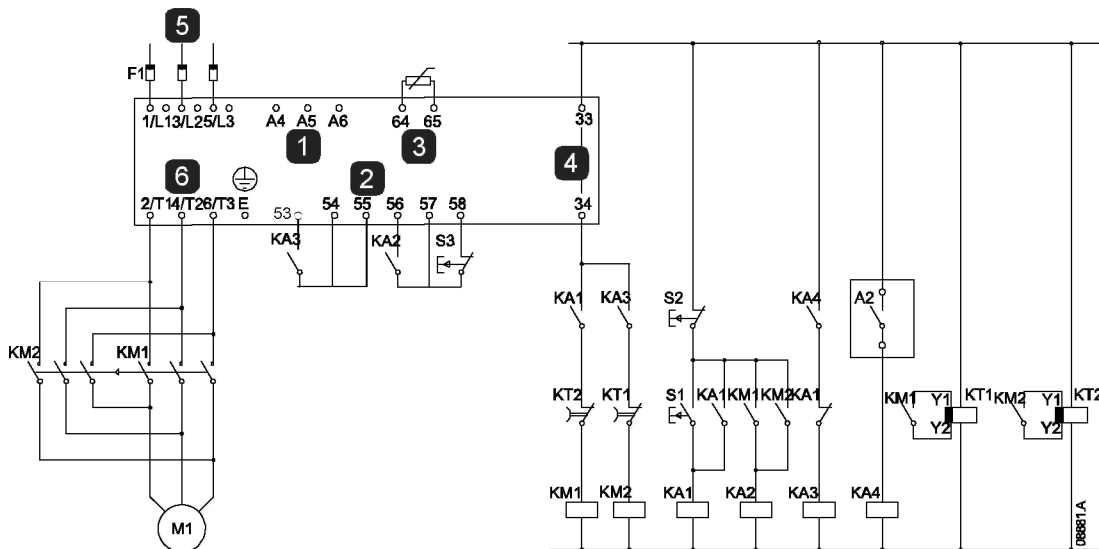 5
F1
1/L1 3/L2 5/L3 A4 A5 A6 64 65 33
1 3
6 2 4
2/T1 4/T2 6/T3 E 53 54 55 56 57 58 34
KA3 KA2 S3
KA1 KA3 S2 KA4 A2
KM2 KM1
KT2 KT1 S1 KA1 KM1 KM2 KA1 KM1 Y1 KT1 KM2 Y1 KT2
Y2 Y2
KM1 KM2 KA1 KA2 KA3 KA4
M1
08881.A